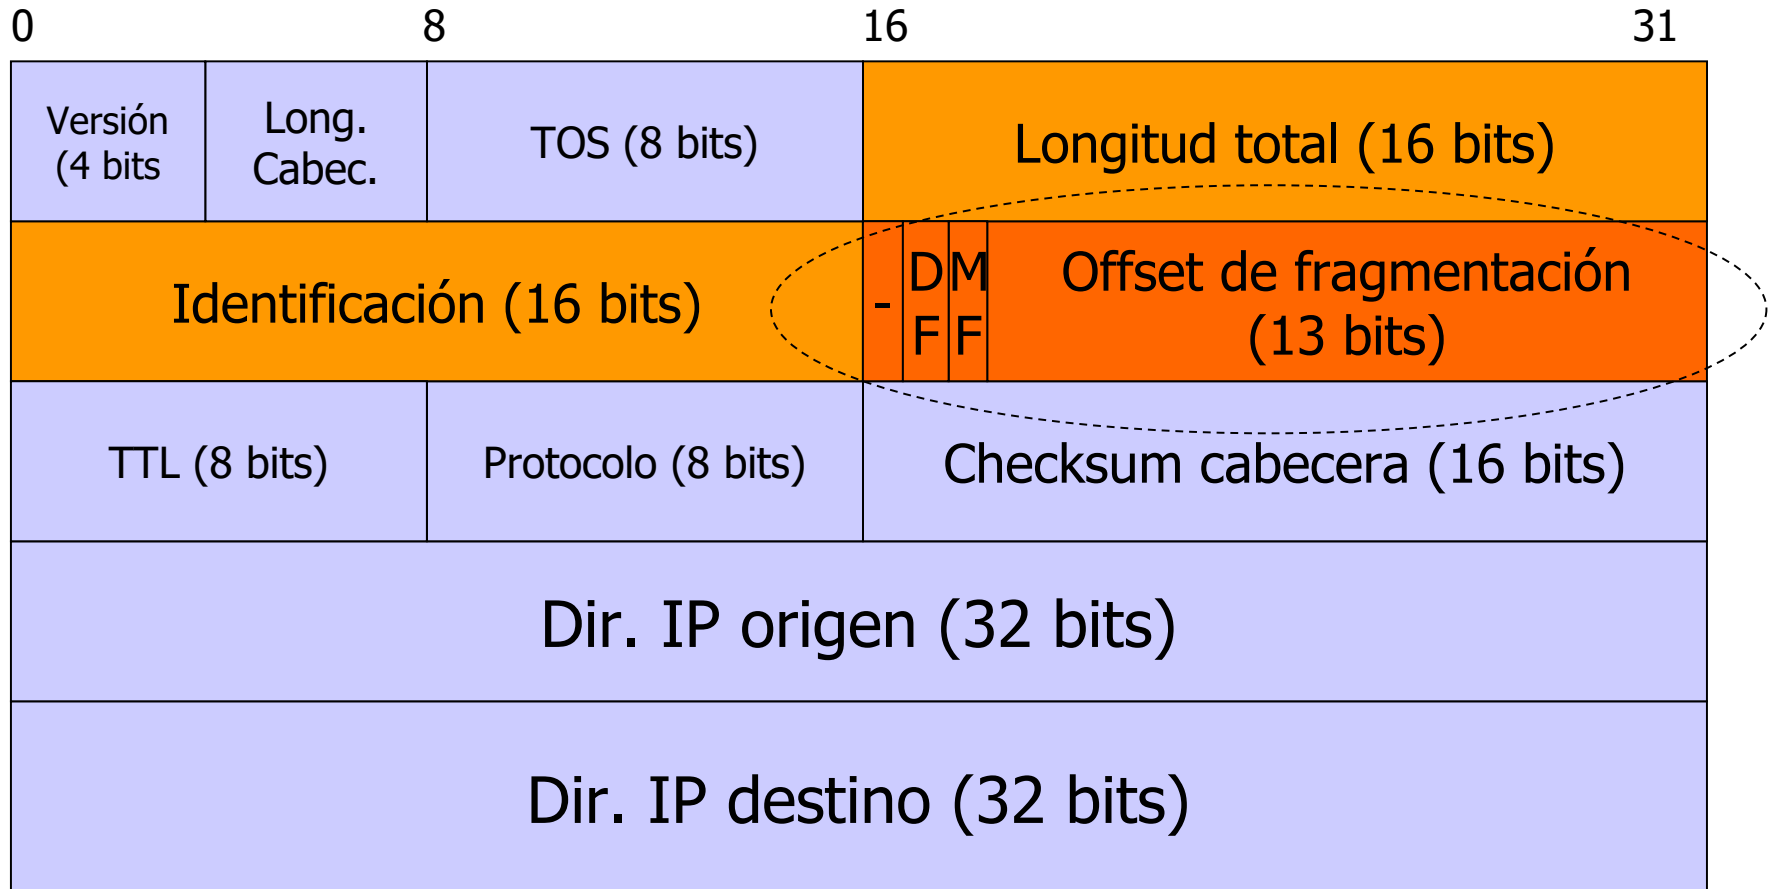 0 8 16 31
Versión
(4 bits
Long.
Cabec.
TOS (8 bits)
Longitud total (16 bits)
Identificación (16 bits)
-
D
F
M
F
Offset de fragmentación
(13 bits)
TTL (8 bits)
Protocolo (8 bits)
Checksum cabecera (16 bits)
Dir. IP origen (32 bits)
Dir. IP destino (32 bits)